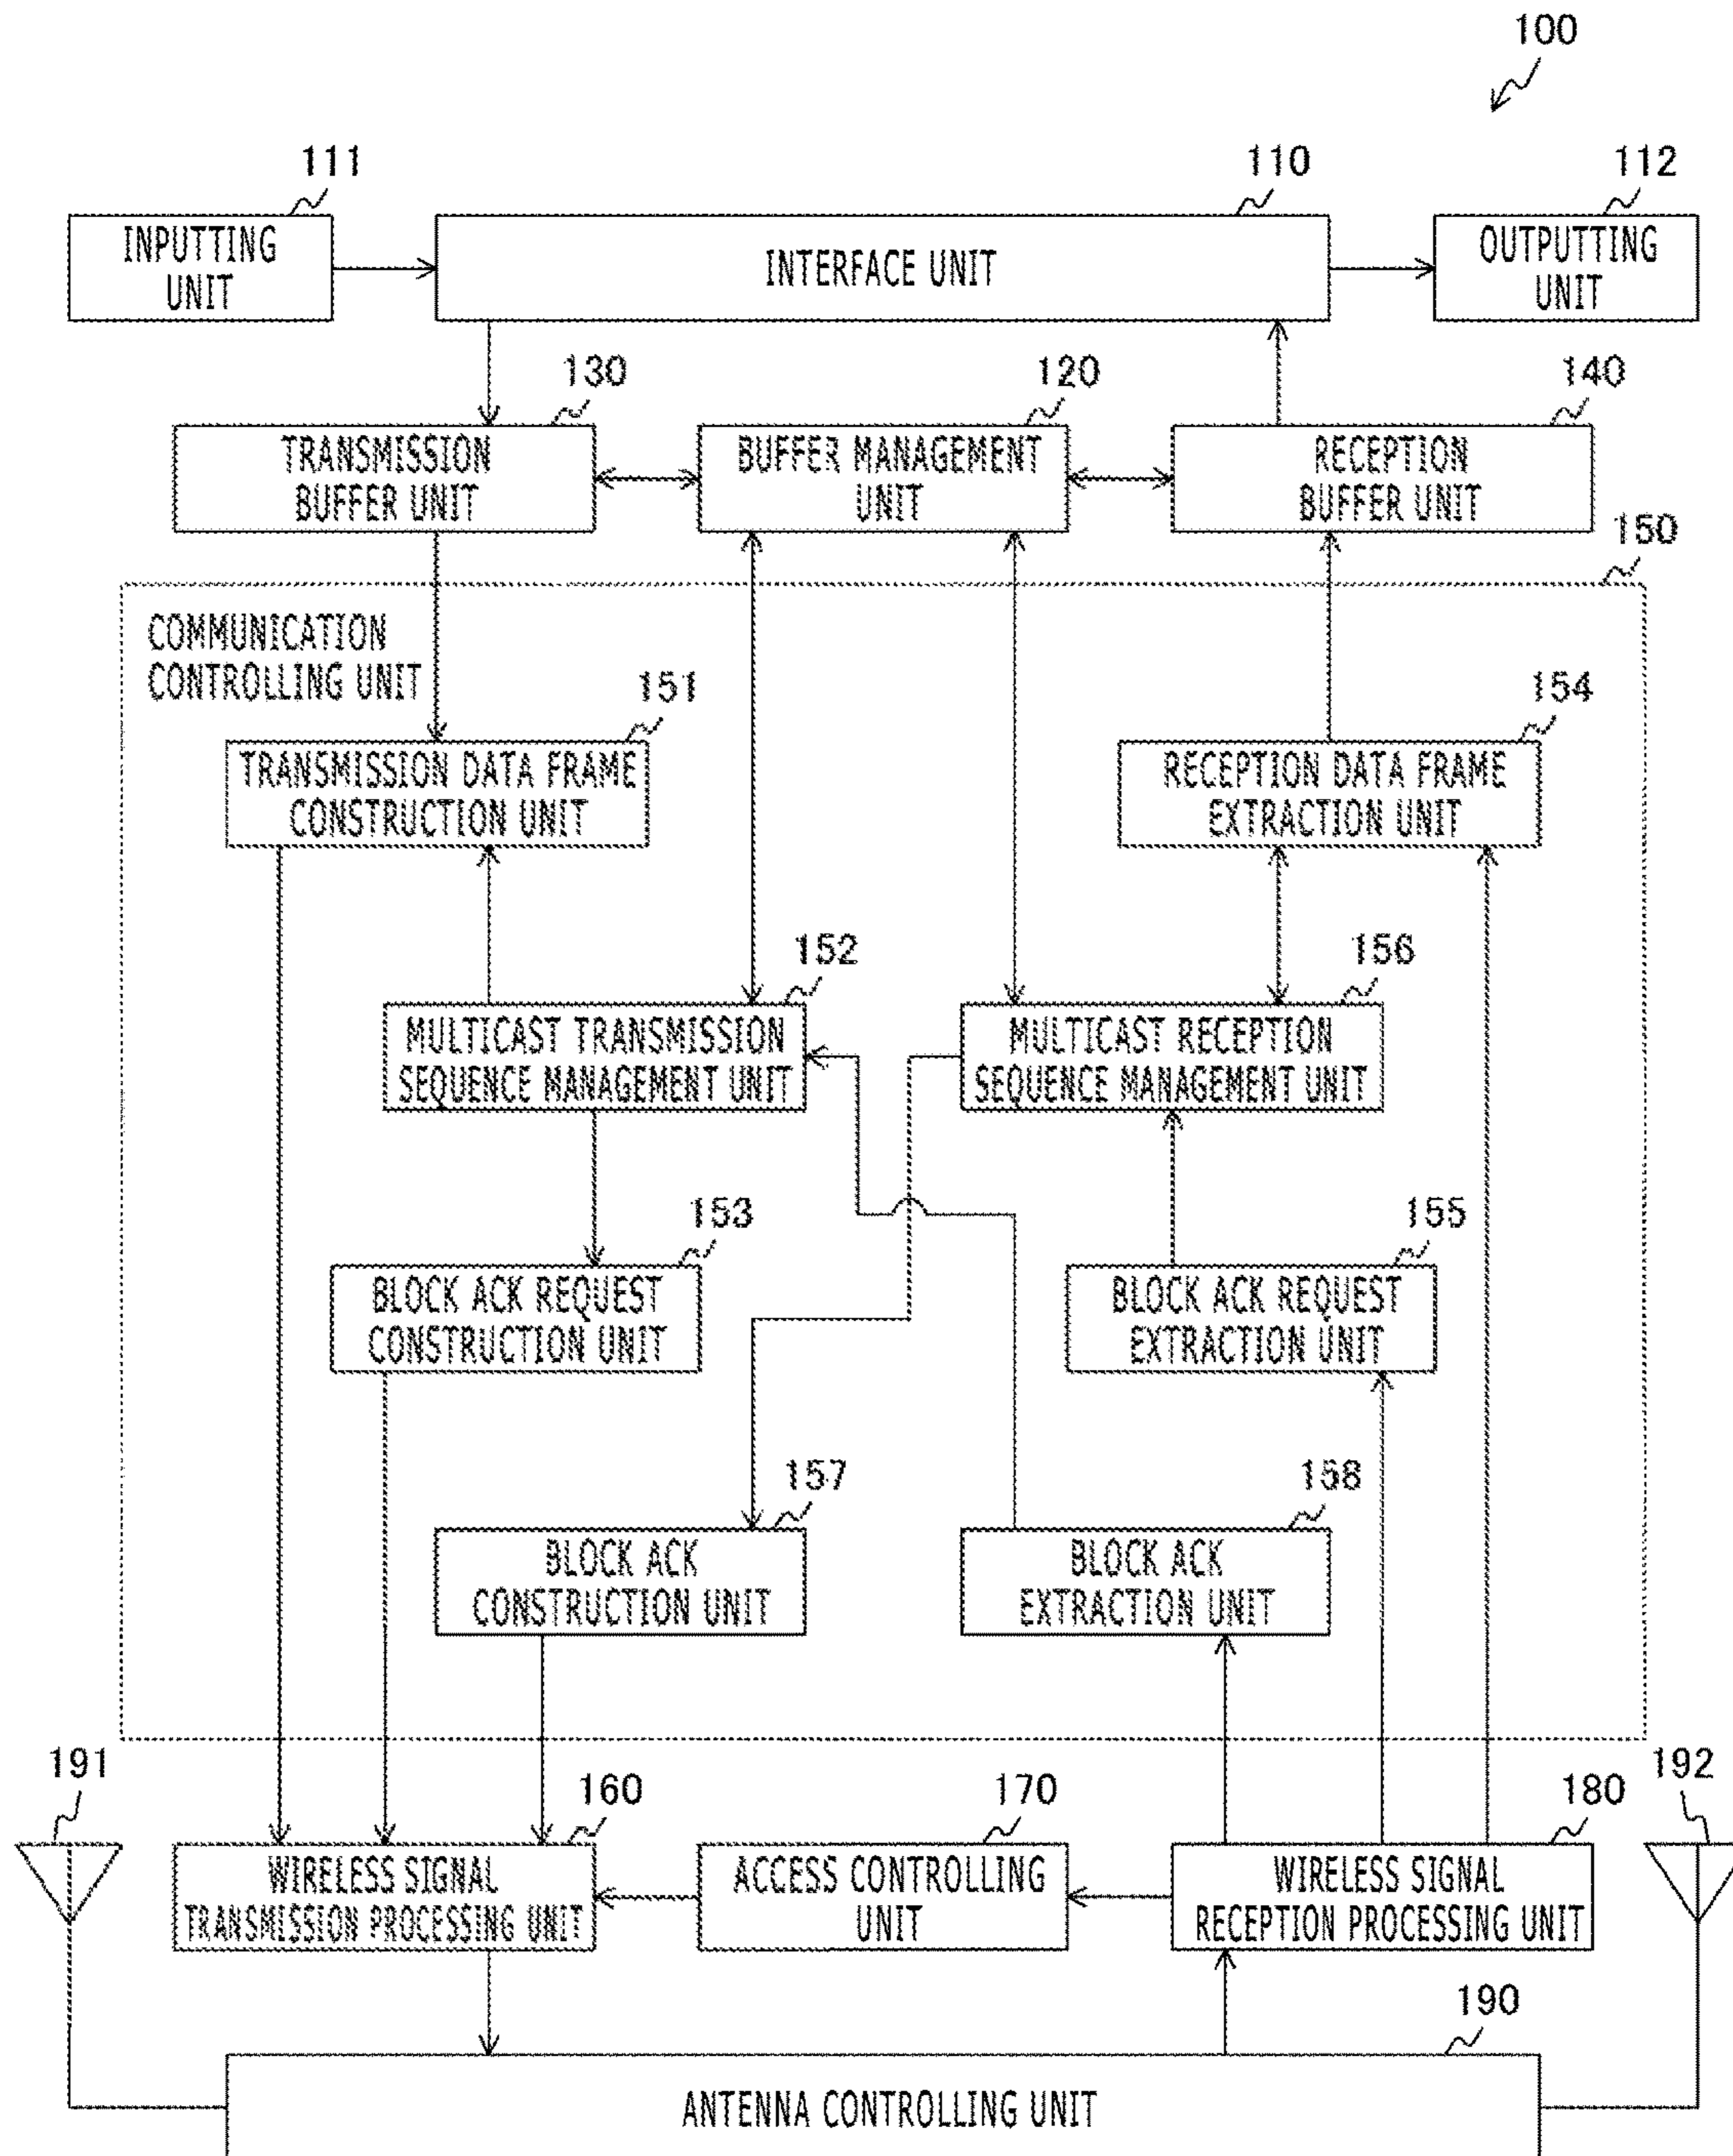 100
111
110
112
INPUTTING
UNIT
INTERFACE UNIT
OUTPUTTING
UNIT
130
120
140
TRANSMISSION
BUFFER UNIT
BUFFER MANAGEMENT
UNIT
RECEPTION
BUFFER UNIT
150
COMMUNICATION
CONTROLLING UNIT
151
154
TRANSMISSION DATA FRAME
CONSTRUCTION UNIT
RECEPTION DATA FRAME
EXTRACTION UNIT
152
156
MULTICAST TRANSMISSION
SEQUENCE MANAGEMENT UNIT
MULTICAST RECEPTION
SEQUENCE MANAGEMENT UNIT
153
155
BLOCK ACK REQUEST
CONSTRUCTION UNIT
BLOCK ACK REQUEST
EXTRACTION UNIT
157
158
BLOCK ACK
CONSTRUCTION UNIT
BLOCK ACK
EXTRACTION UNIT
191
160
170
180
192
WIRELESS SIGNAL
TRANSMISSION PROCESSING UNIT
ACCESS CONTROLLING
UNIT
WIRELESS SIGNAL
RECEPTION PROCESSING UNIT
190
ANTENNA CONTROLLING UNIT